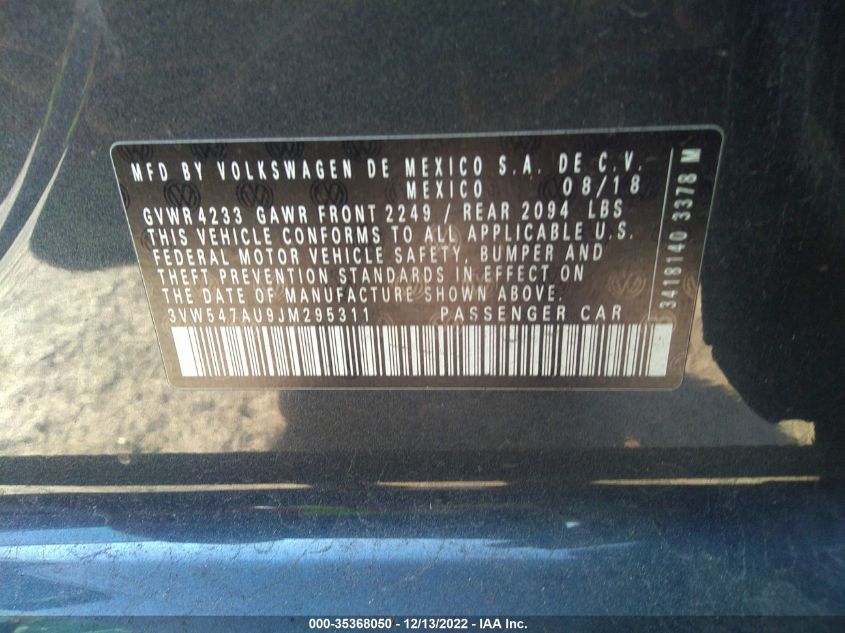 MFD BY VOLKSWAGEN DE MEXICO S.A. DE C.V.
MEXICO 08/18
GVWR 4233 GAWR FRONT 2249 / REAR 2094 LBS
THIS VEHICLE CONFORMS TO ALL APPLICABLE U.S.
FEDERAL MOTOR VEHICLE SAFETY, BUMPER AND
THEFT PREVENTION STANDARDS IN EFFECT ON
THE DATE OF MANUFACTURE SHOWN ABOVE.
3VW547AU9JM295311 PASSENGER CAR
3418140 3378 M
000-35368050 - 12/13/2022 - IAA Inc.